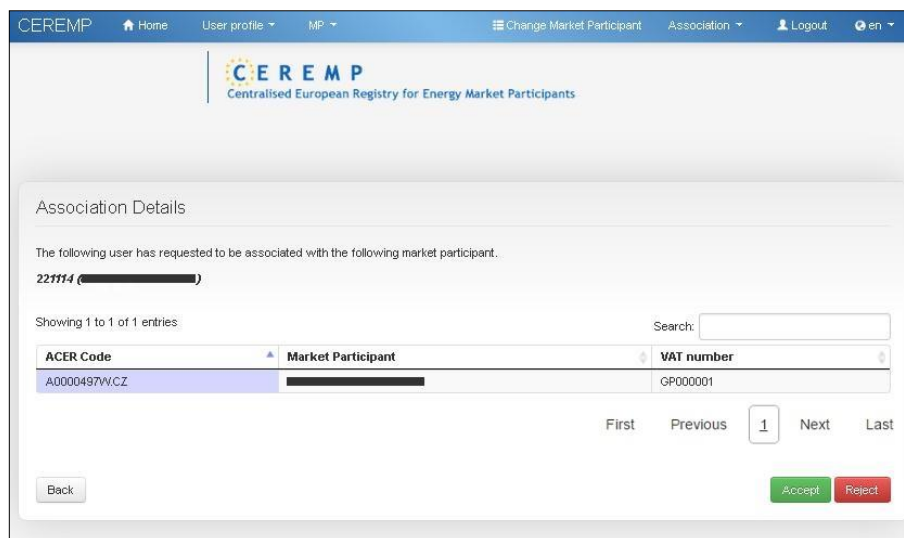 CEREMP Home User profile MP Change Market Participant Association Logout en
CEREMP
Centralised European Registry for Energy Market Participants
Association Details
The following user has requested to be associated with the following market participant.
221114 ( )
Showing 1 to 1 of 1 entries Search:
ACER Code Market Participant VAT number
A0000497W.CZ GP000001
First Previous 1 Next Last
Back Accept Reject